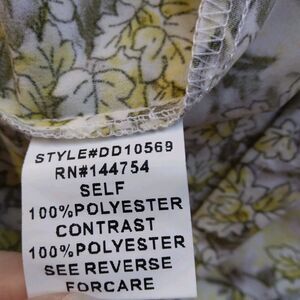 STYLE#DD10569
RN#144754
SELF
100%POLYESTER
CONTRAST
100%POLYESTER
SEE REVERSE
FORCARE